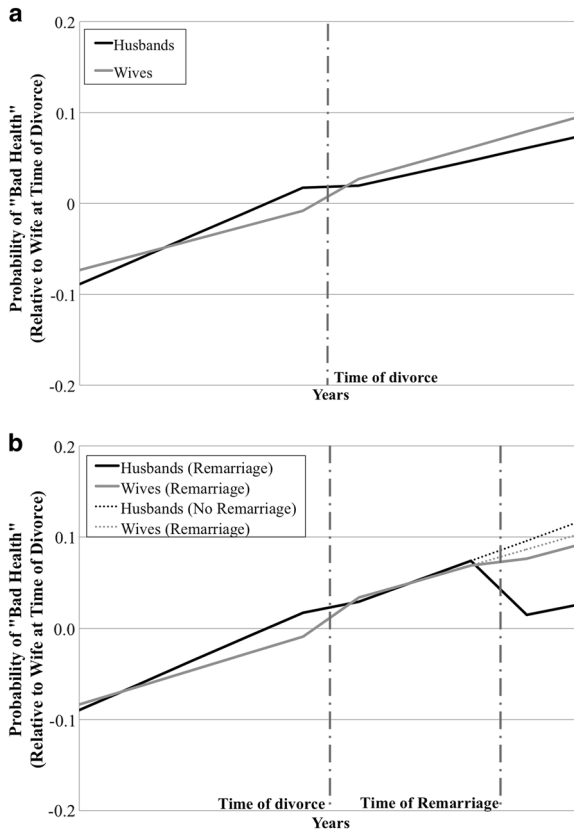 a
0.2
Husbands
Wives
0.1
0
-0.1
-0.2
Probability of "Bad Health"
(Relative to Wife at Time of Divorce)
Time of divorce
Years
b
0.2
Husbands (Remarriage)
Wives (Remarriage)
Husbands (No Remarriage)
Wives (Remarriage)
0.1
0.0
-0.1
-0.2
Probability of "Bad Health"
(Relative to Wife at Time of Divorce)
Time of divorce
Time of Remarriage
Years